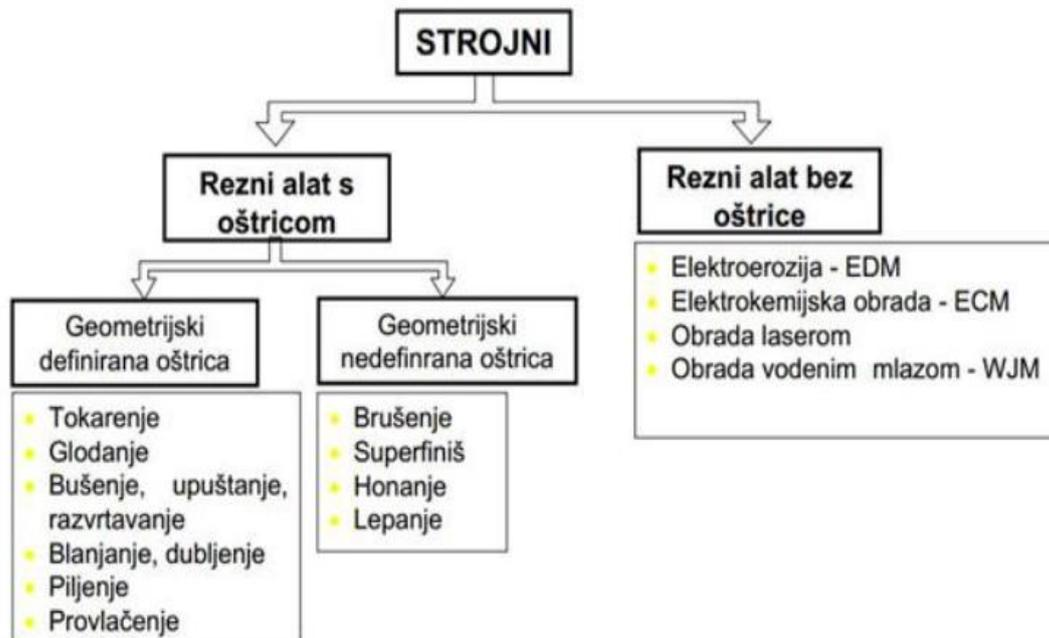 STROJNI
Rezni alat s
oštricom
Rezni alat bez
oštrice
Elektroerozija - EDM
Elektrokemijska obrada - ECM
Obrada laserom
Obrada vodenim mlazom - WJM
Geometrijski
definirana oštrica
Geometrijski
nedefinrana oštrica
Tokarenje
Glodanje
Bušenje, upuštanje,
razvrtavanje
Blanjanje, dubljenje
Piljenje
Provlačenje
Brušenje
Superfiniš
Honanje
Lepanje